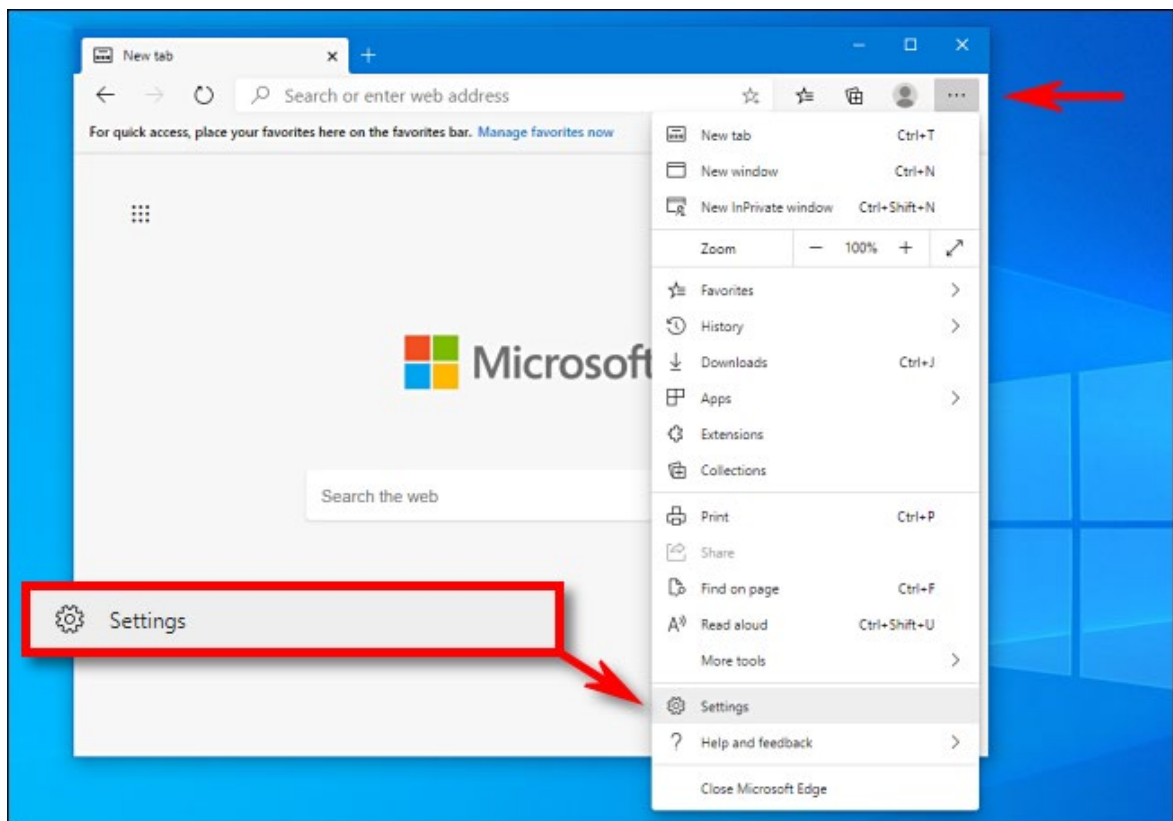 New tab
Search or enter web address
For quick access, place your favorites here on the favorites bar. Manage favorites now
New tab Ctrl+T
New window Ctrl+N
New InPrivate window Ctrl+Shift+N
Zoom — 100% +
Favorites
History
Downloads Ctrl+J
Apps
Extensions
Collections
Print Ctrl+P
Share
Find on page Ctrl+F
Read aloud Ctrl+Shift+U
More tools
Settings
Help and feedback
Close Microsoft Edge
Microsoft
Search the web
Settings